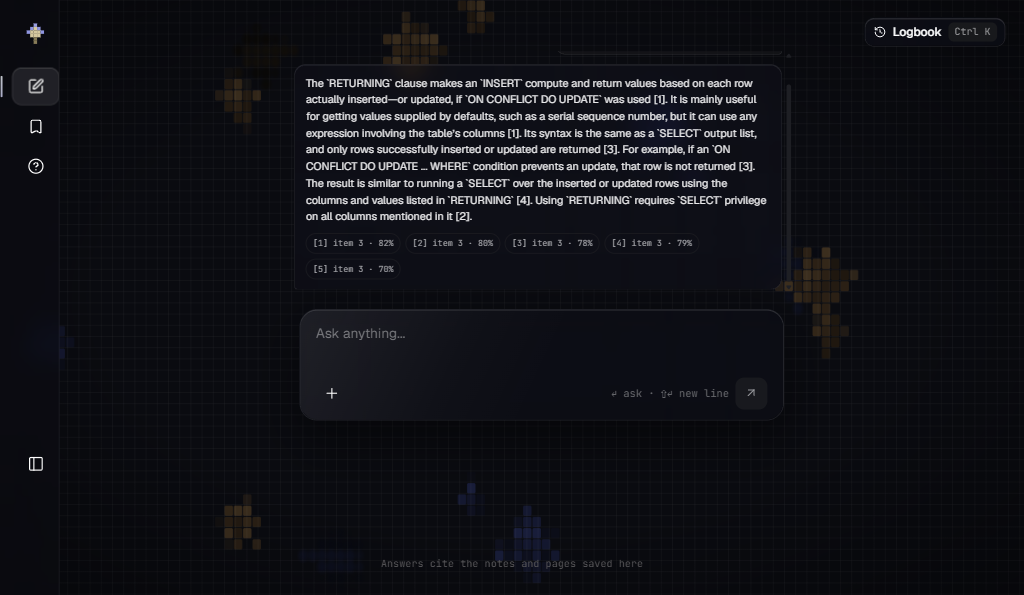 Logbook Ctrl K
The `RETURNING` clause makes an `INSERT` compute and return values based on each row
actually inserted—or updated, if `ON CONFLICT DO UPDATE` was used [1]. It is mainly useful
for getting values supplied by defaults, such as a serial sequence number, but it can use any
expression involving the table's columns [1]. Its syntax is the same as a `SELECT` output list,
and only rows successfully inserted or updated are returned [3]. For example, if an `ON
CONFLICT DO UPDATE … WHERE` condition prevents an update, that row is not returned [3].
The result is similar to running a `SELECT` over the inserted or updated rows using the
columns and values listed in `RETURNING` [4]. Using `RETURNING` requires `SELECT` privilege
on all columns mentioned in it [2].
[1] item 3 · 82% [2] item 3 · 80% [3] item 3 · 78% [4] item 3 · 79%
[5] item 3 · 70%
Ask anything…
↲ ask · ⇧↲ new line
Answers cite the notes and pages saved here